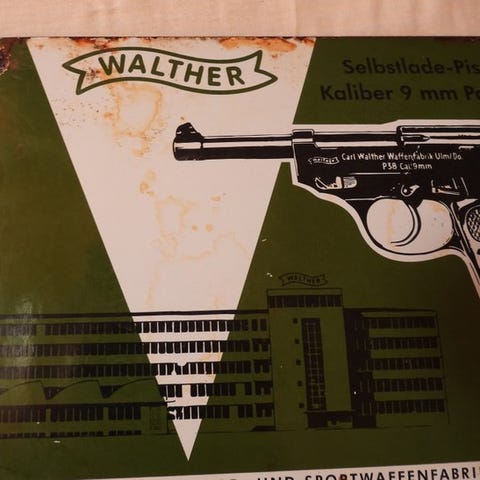 WALTHER
Selbstlade-Pis
Kaliber 9 mm Pa
Carl Walther Waffenfabrik Ulm/Do.
P38 Cal.9mm
WALTHER
UND SPORTWAFFENFABRI